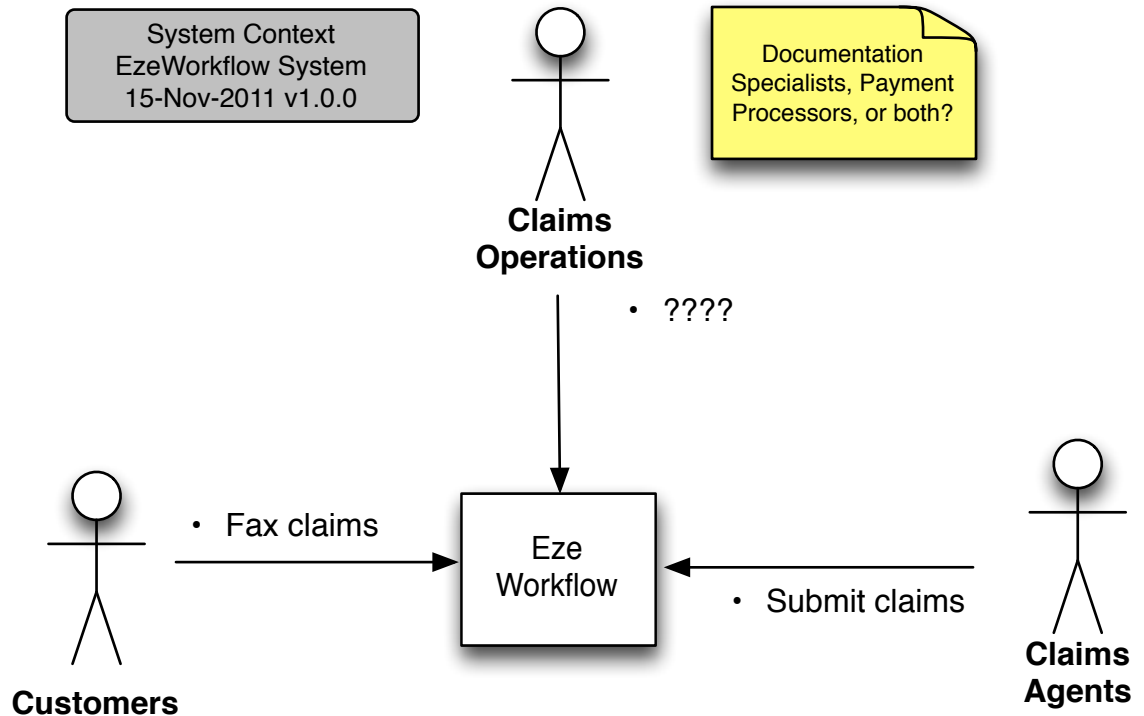 System Context
EzeWorkflow System
15-Nov-2011 v1.0.0
Documentation
Specialists, Payment
Processors, or both?
Claims
Operations
• ????
• Fax claims
Eze
Workflow
• Submit claims
Customers
Claims
Agents